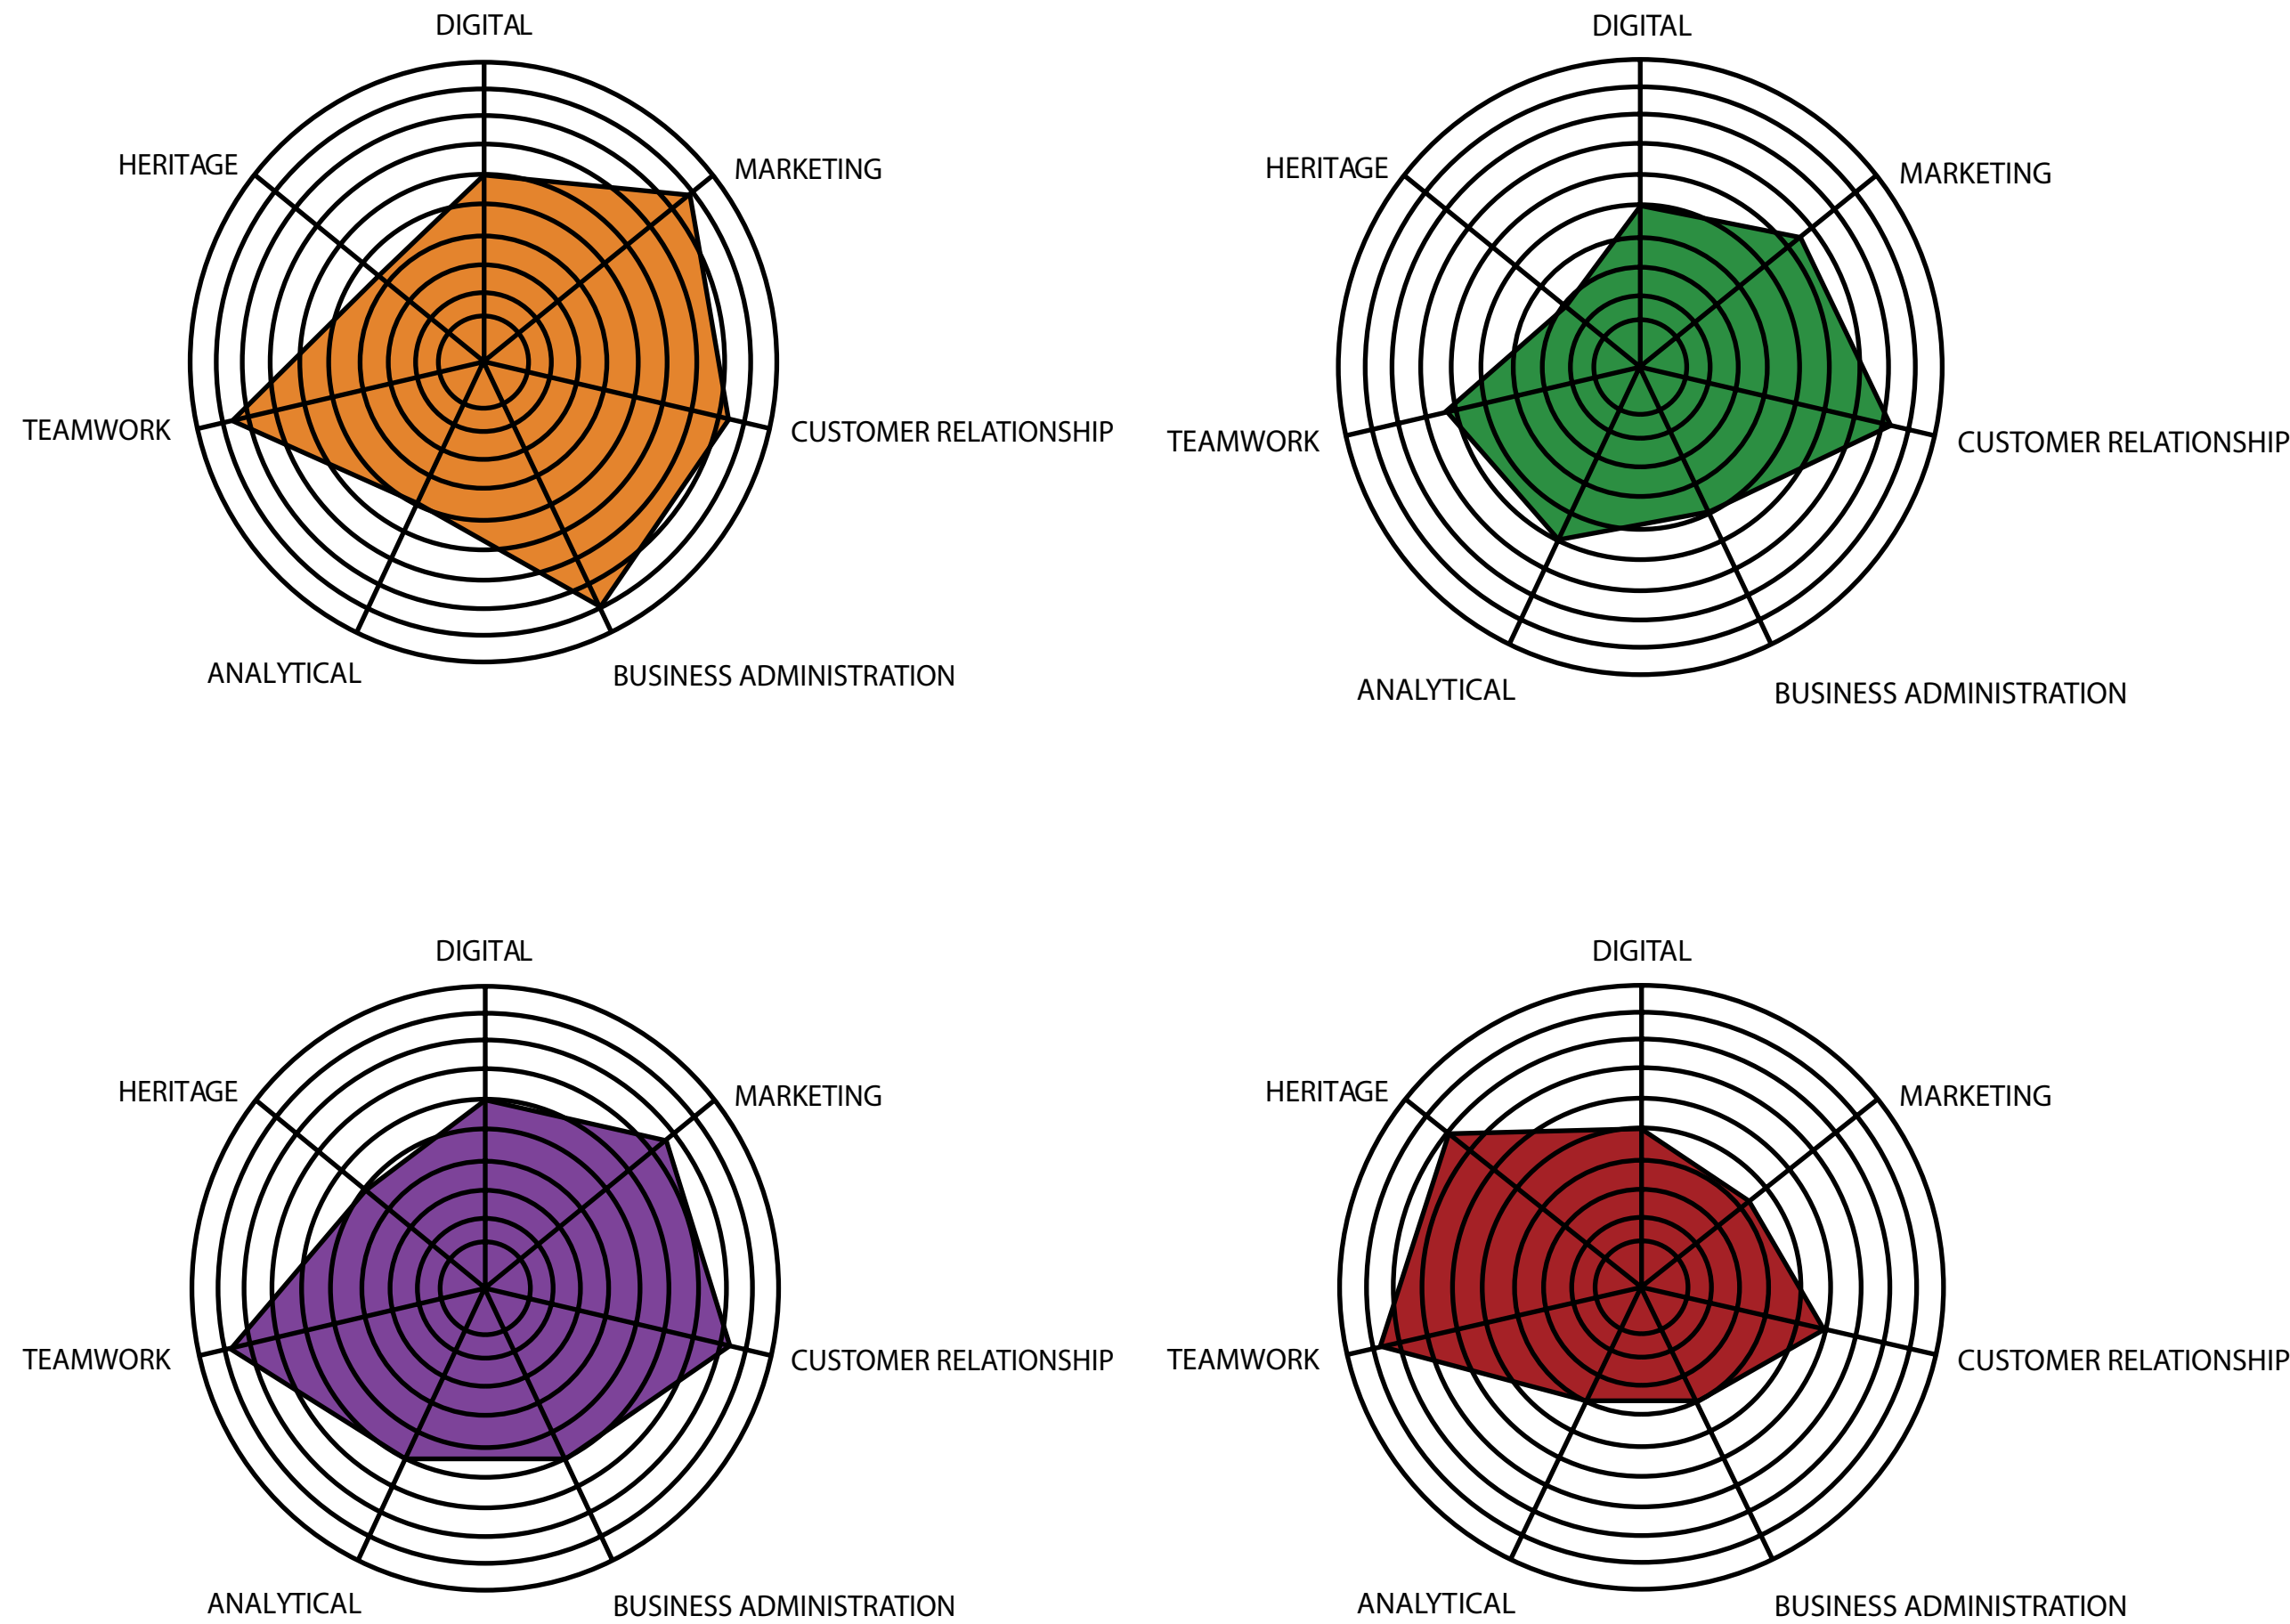 DIGITAL
HERITAGE
MARKETING
TEAMWORK
CUSTOMER RELATIONSHIP
ANALYTICAL
BUSINESS ADMINISTRATION
DIGITAL
HERITAGE
MARKETING
TEAMWORK
CUSTOMER RELATIONSHIP
ANALYTICAL
BUSINESS ADMINISTRATION
DIGITAL
HERITAGE
MARKETING
TEAMWORK
CUSTOMER RELATIONSHIP
ANALYTICAL
BUSINESS ADMINISTRATION
DIGITAL
HERITAGE
MARKETING
TEAMWORK
CUSTOMER RELATIONSHIP
ANALYTICAL
BUSINESS ADMINISTRATION